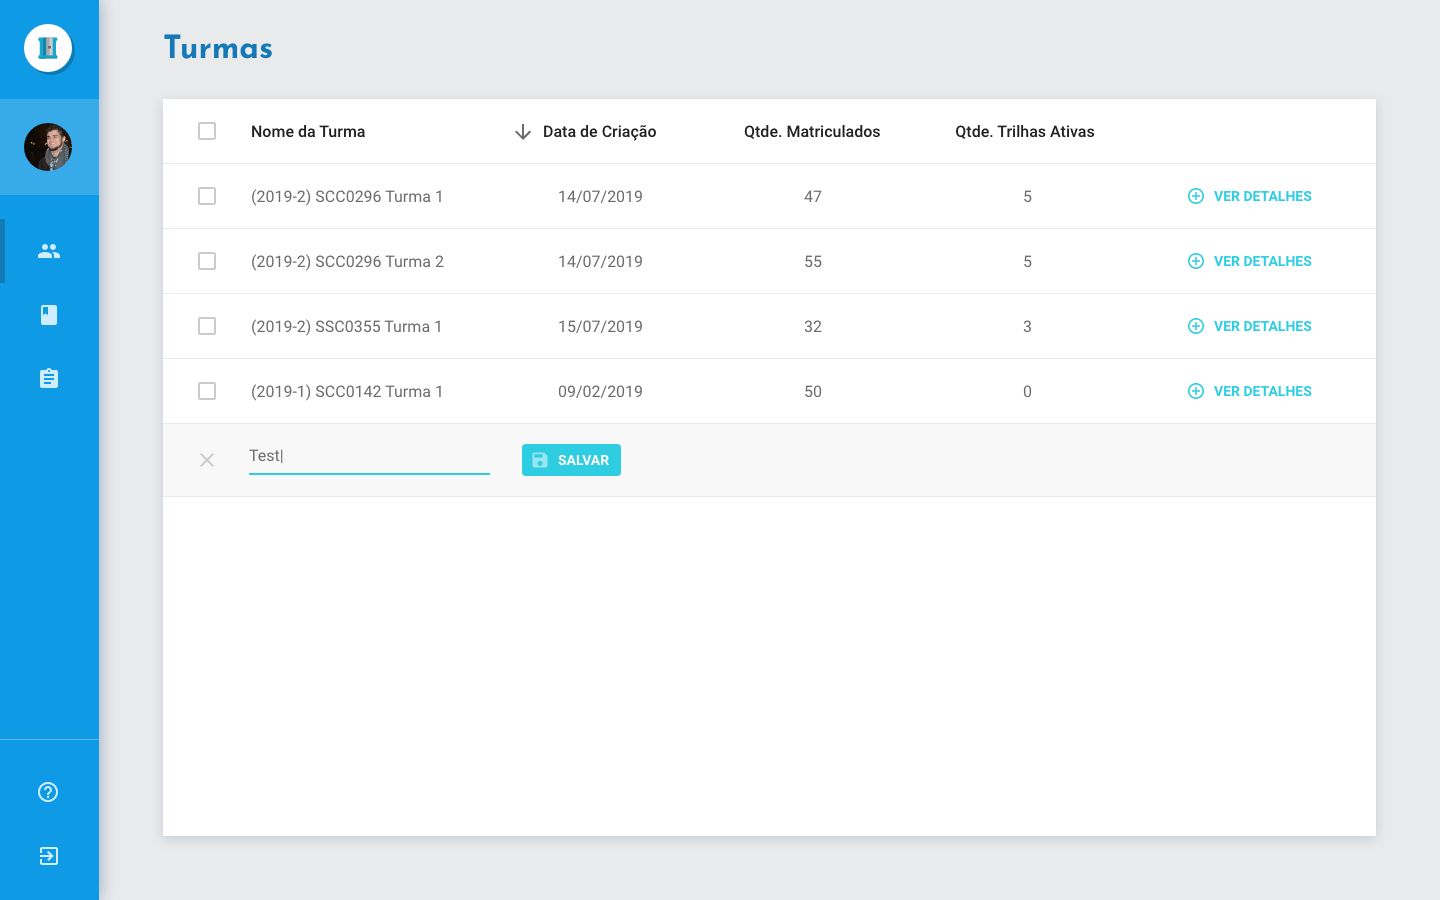 Turmas
Nome da Turma Data de Criação Qtde. Matriculados Qtde. Trilhas Ativas
(2019-2) SCC0296 Turma 1 14/07/2019 47 5 VER DETALHES
(2019-2) SCC0296 Turma 2 14/07/2019 55 5 VER DETALHES
(2019-2) SSC0355 Turma 1 15/07/2019 32 3 VER DETALHES
(2019-1) SCC0142 Turma 1 09/02/2019 50 0 VER DETALHES
Test SALVAR